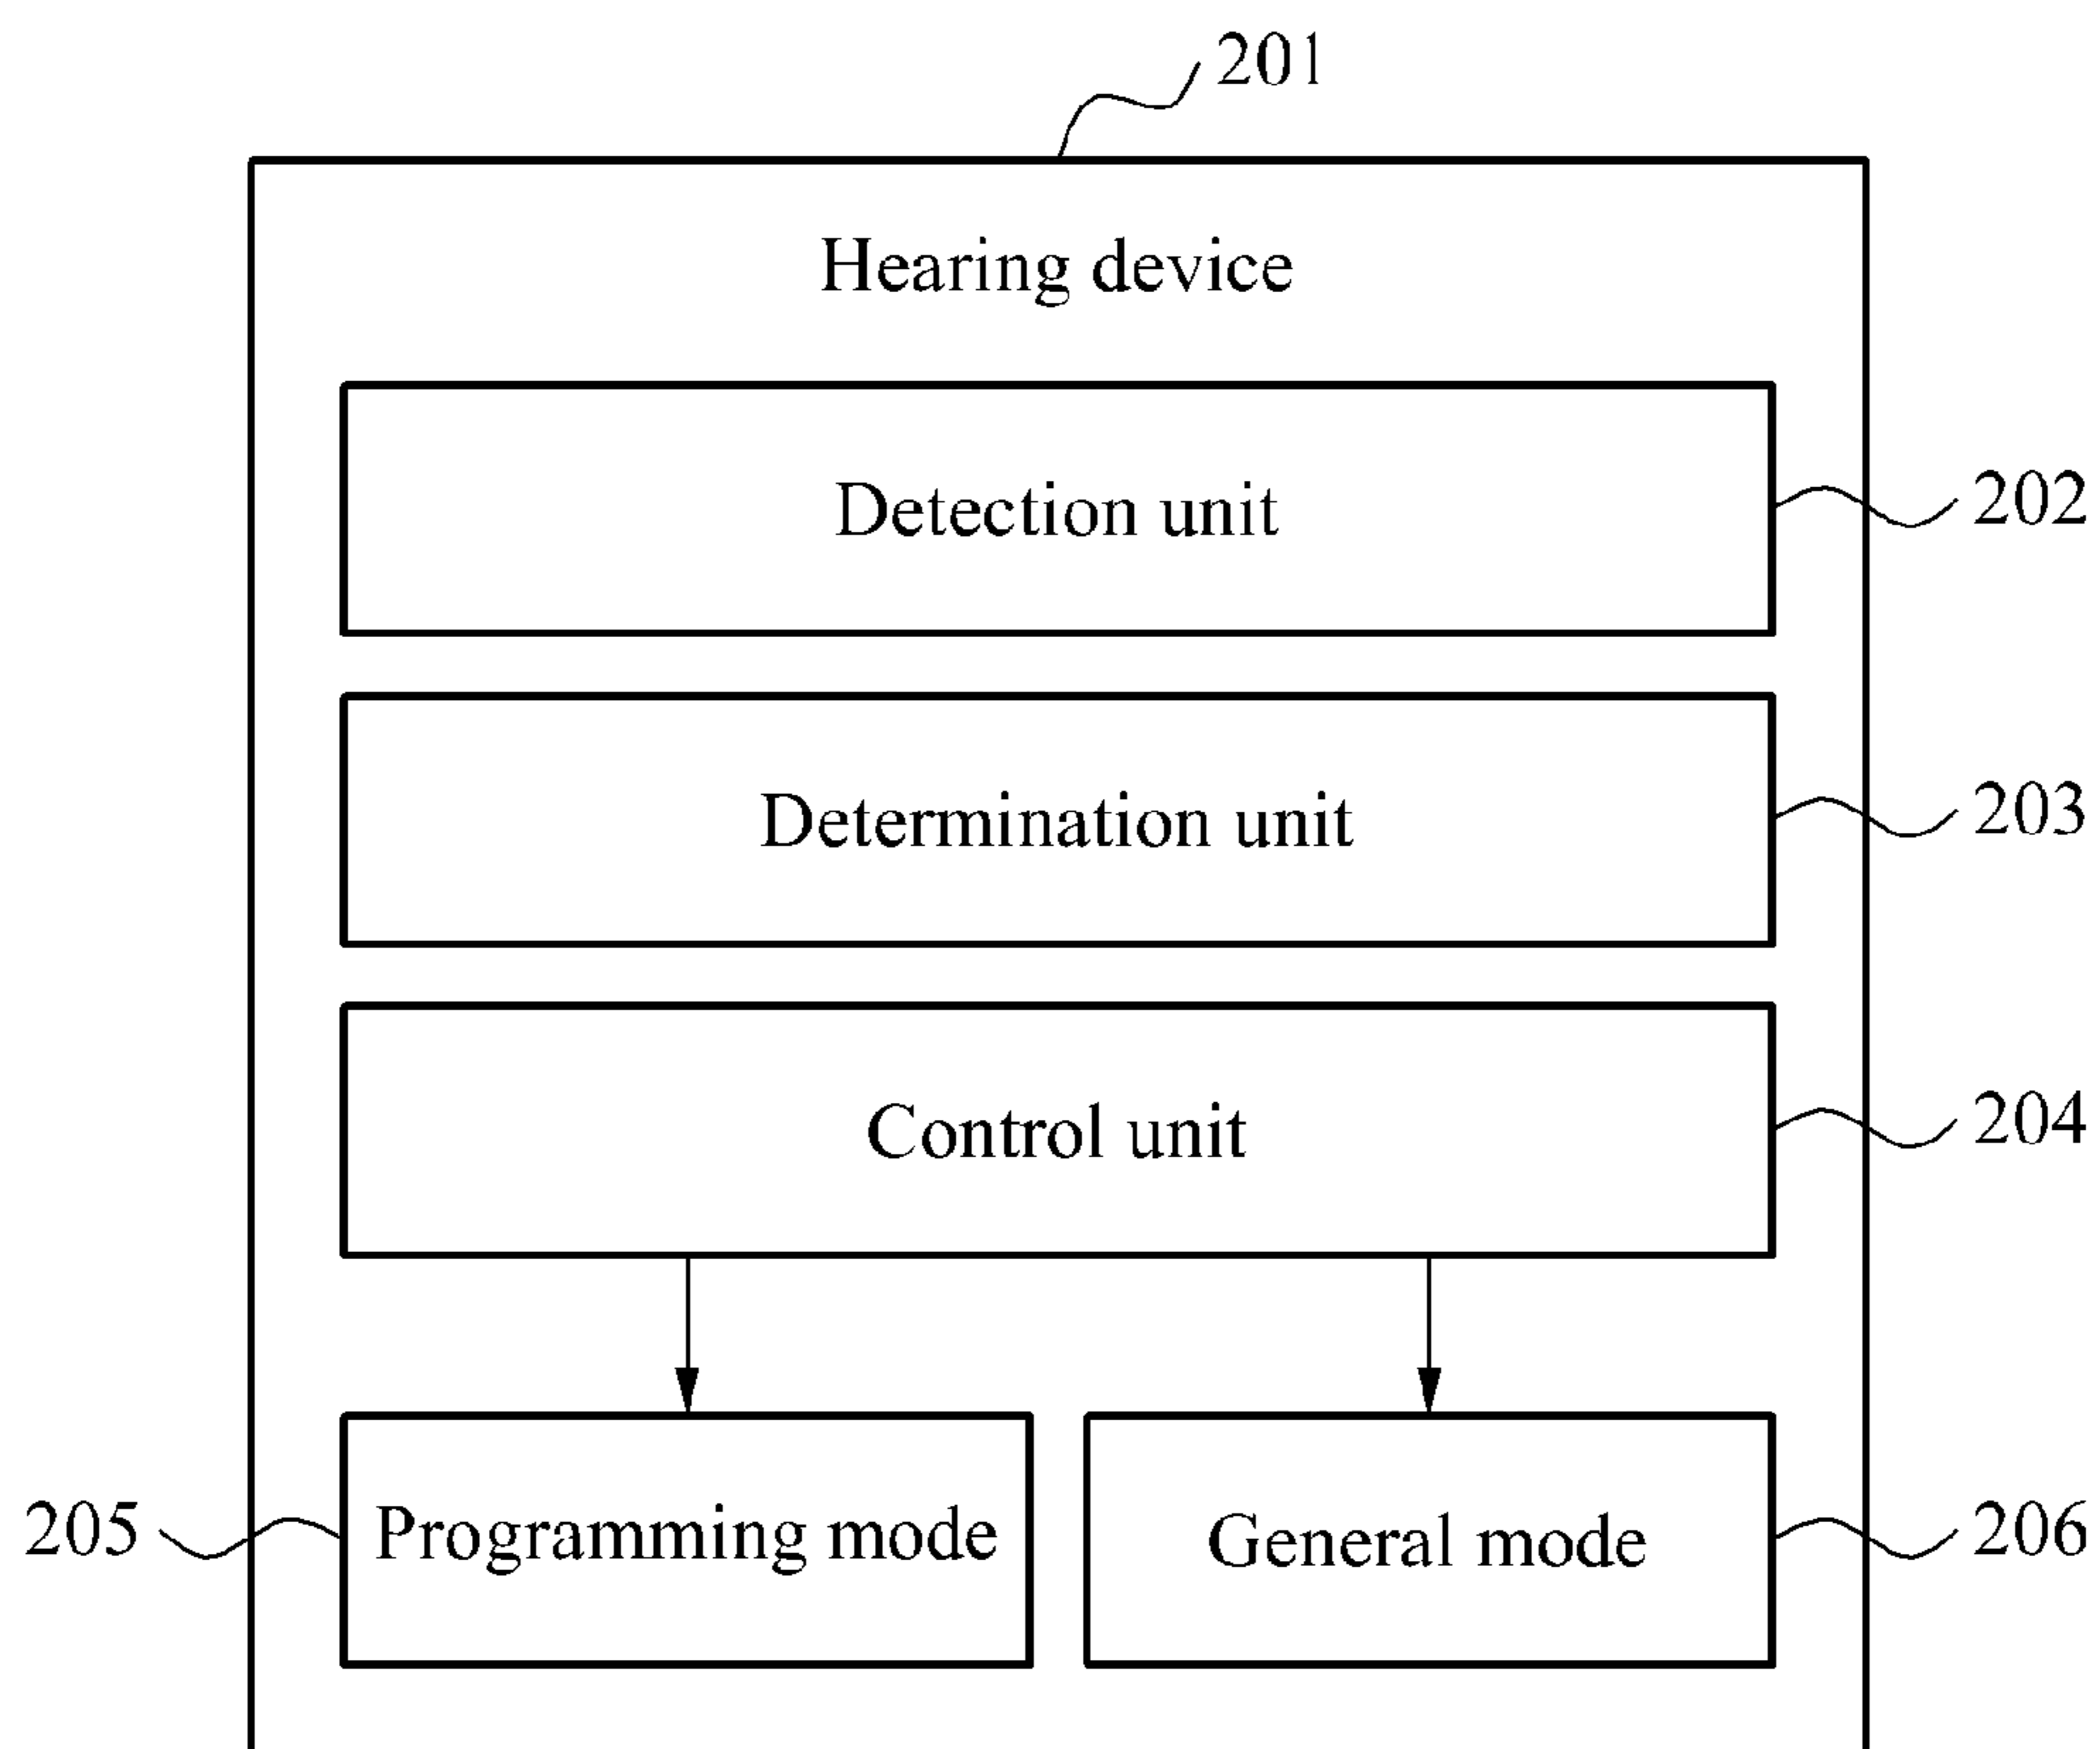 201
Hearing device
Detection unit
202
Determination unit
203
Control unit
204
205
Programming mode
General mode
206